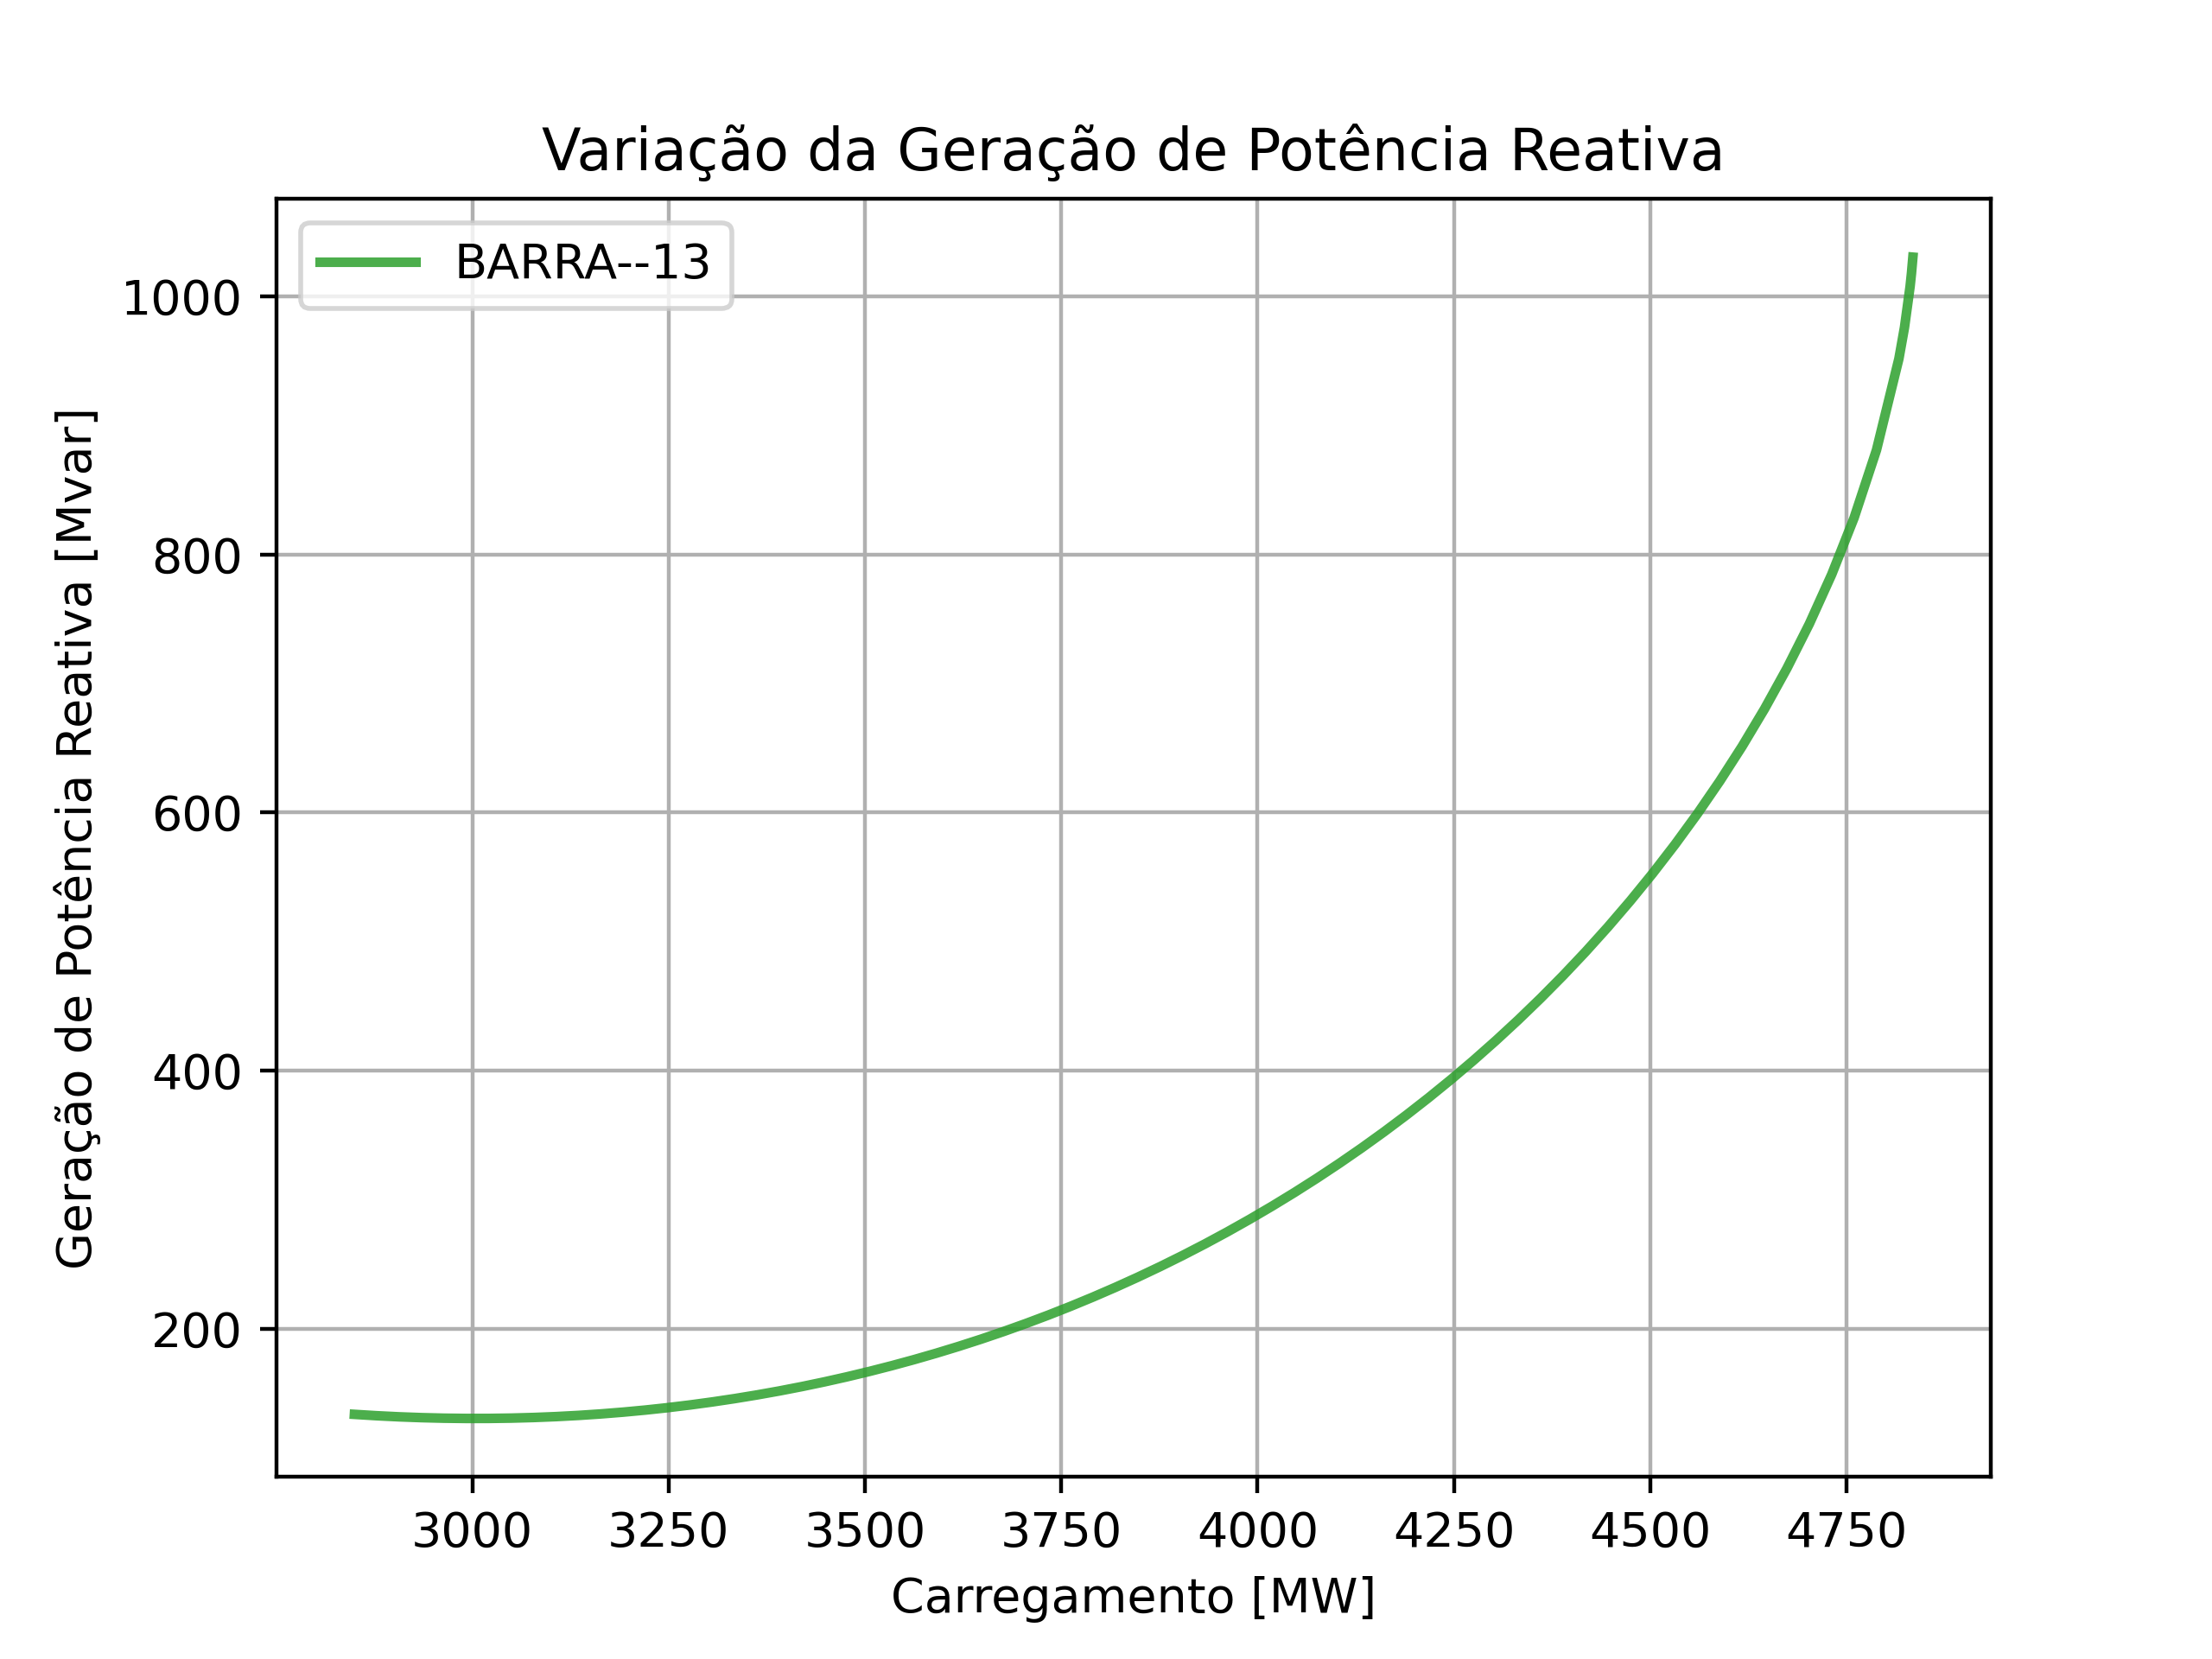 Variação da Geração de Potência Reativa
BARRA--13
Geração de Potência Reativa [Mvar]
1000
800
600
400
200
3000 3250 3500 3750 4000 4250 4500 4750
Carregamento [MW]